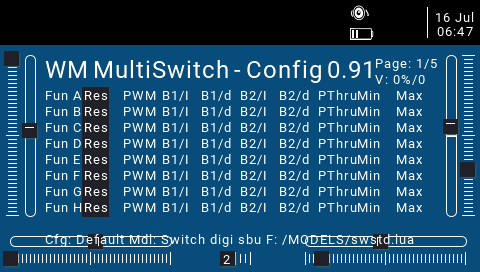 16 Jul
06:47
WM MultiSwitch - Config 0.91
Page: 1/5
V: 0%/0
Fun A Res PWM B1/I B1/d B2/I B2/d PThruMin Max
Fun B Res PWM B1/I B1/d B2/I B2/d PThruMin Max
Fun C Res PWM B1/I B1/d B2/I B2/d PThruMin Max
Fun D Res PWM B1/I B1/d B2/I B2/d PThruMin Max
Fun E Res PWM B1/I B1/d B2/I B2/d PThruMin Max
Fun F Res PWM B1/I B1/d B2/I B2/d PThruMin Max
Fun G Res PWM B1/I B1/d B2/I B2/d PThruMin Max
Fun H Res PWM B1/I B1/d B2/I B2/d PThruMin Max
Cfg: Default Mdl: Switch digi sbu F: /MODELS/swstd.lua
2